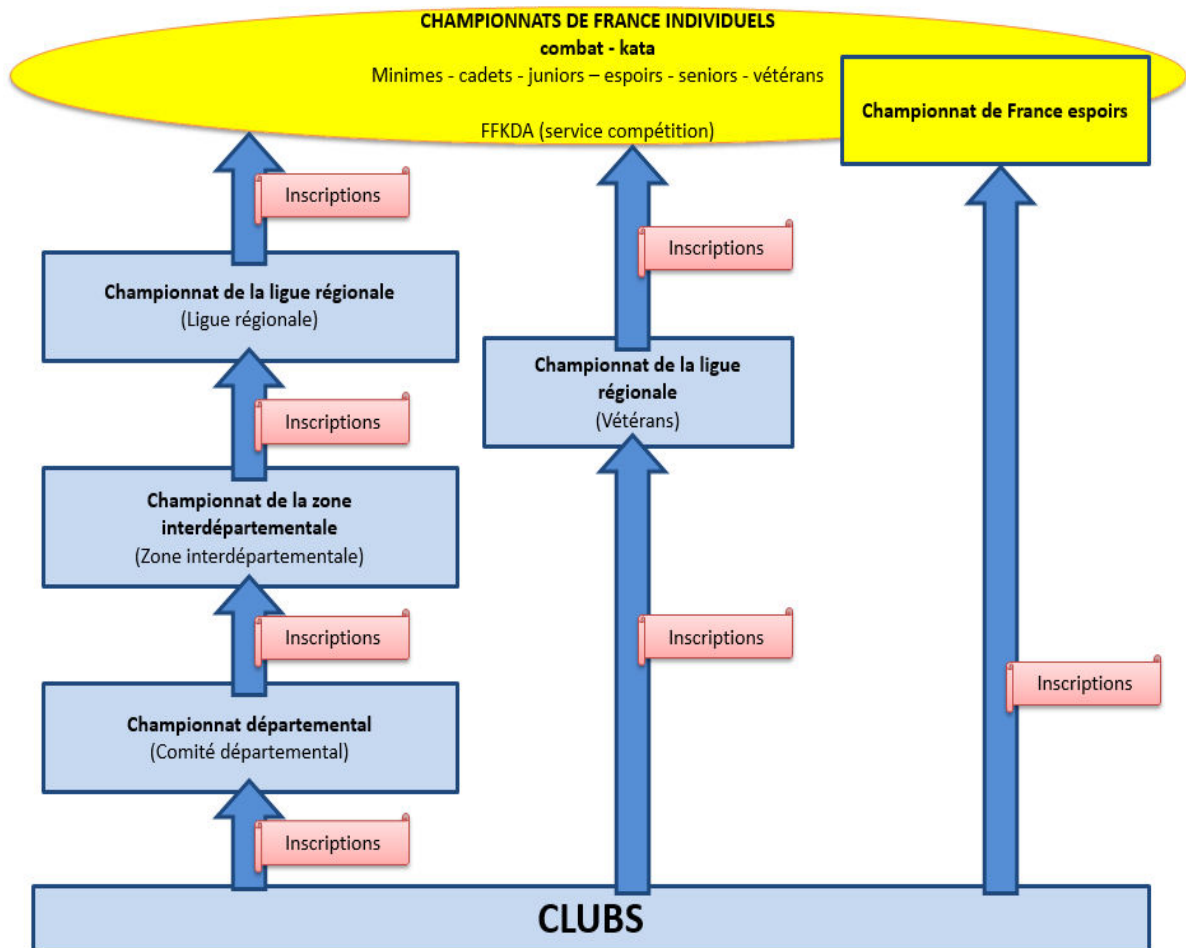 CHAMPIONNATS DE FRANCE INDIVIDUELS
combat - kata
Minimes - cadets - juniors – espoirs - seniors - vétérans
Championnat de France espoirs
FFKDA (service compétition)
Inscriptions
Inscriptions
Championnat de la ligue régionale
(Ligue régionale)
Championnat de la ligue
régionale
(Vétérans)
Inscriptions
Championnat de la zone
interdépartementale
(Zone interdépartementale)
Inscriptions
Inscriptions
Inscriptions
Championnat départemental
(Comité départemental)
Inscriptions
CLUBS